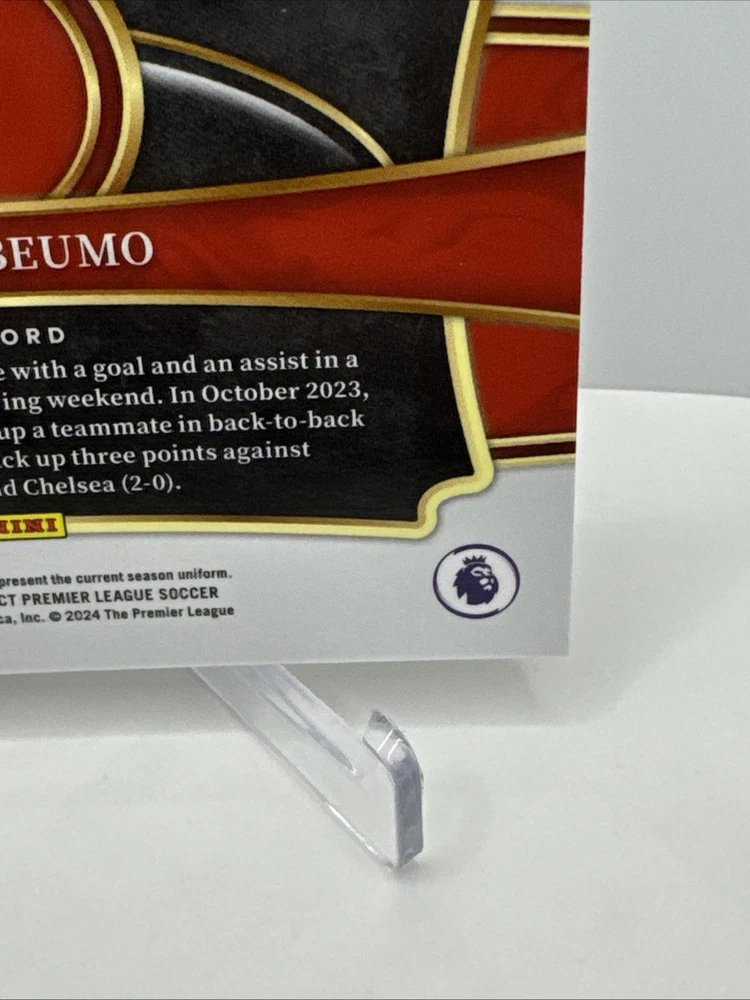 BEUMO
ORD
e with a goal and an assist in a
ing weekend. In October 2023,
up a teammate in back-to-back
ck up three points against
d Chelsea (2-0).
NINI
present the current season uniform.
CT PREMIER LEAGUE SOCCER
ca, Inc. © 2024 The Premier League